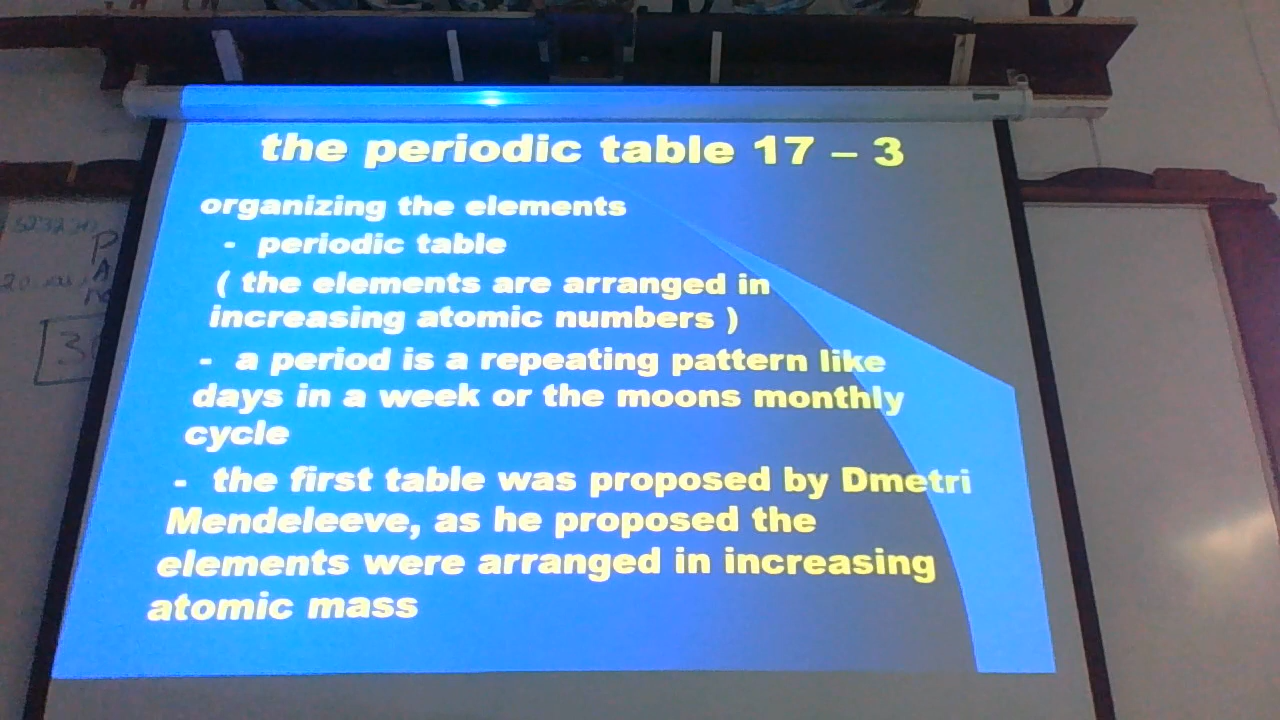 the periodic table 17 – 3
organizing the elements
- periodic table
( the elements are arranged in
increasing atomic numbers )
- a period is a repeating pattern like
days in a week or the moons monthly
cycle
- the first table was proposed by Dmetri
Mendeleeve, as he proposed the
elements were arranged in increasing
atomic mass